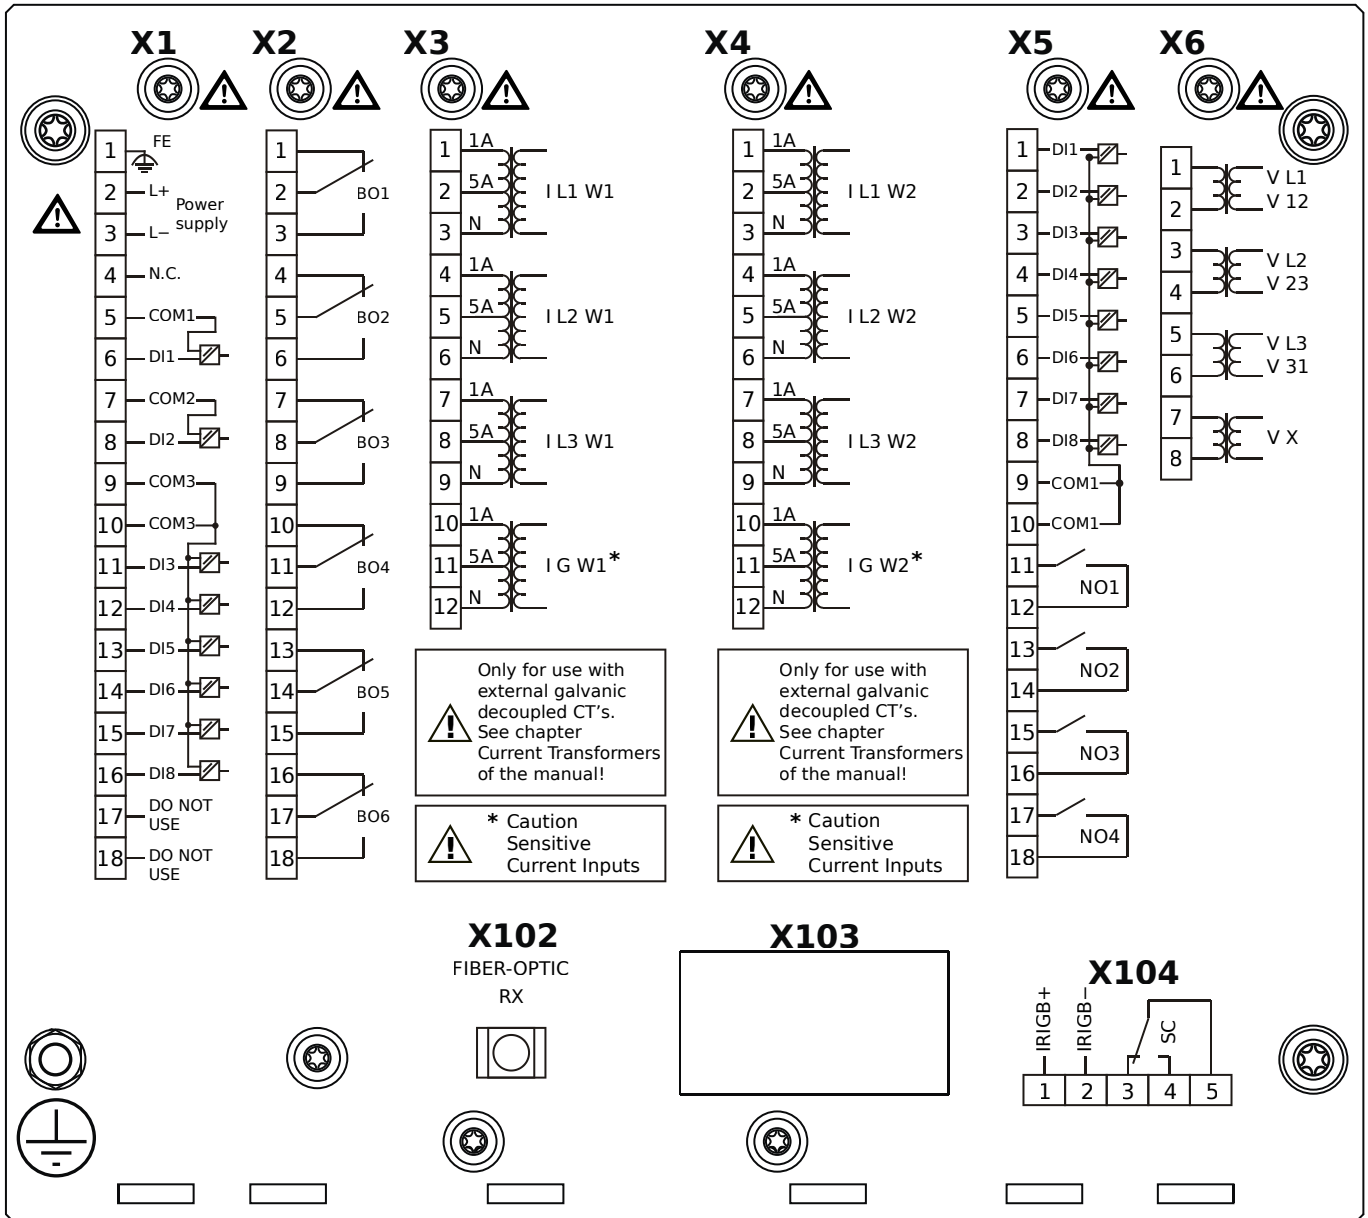 X1
X2
X3
X4
X5
X6
1
FE
2
L+
Power
supply
3
L−
4
N.C.
5
COM1
6
DI1
7
COM2
8
DI2
9
COM3
10
COM3
11
DI3
12
DI4
13
DI5
14
DI6
15
DI7
16
DI8
17
DO NOT
USE
18
DO NOT
USE
1
2
BO1
3
4
5
BO2
6
7
8
BO3
9
10
11
BO4
12
13
14
BO5
15
16
17
BO6
18
1
1A
2
5A
I L1 W1
3
N
4
1A
5
5A
I L2 W1
6
N
7
1A
8
5A
I L3 W1
9
N
10
1A
11
5A
I G W1*
12
N
Only for use with
external galvanic
decoupled CT's.
See chapter
Current Transformers
of the manual!
* Caution
Sensitive
Current Inputs
1
1A
2
5A
I L1 W2
3
N
4
1A
5
5A
I L2 W2
6
N
7
1A
8
5A
I L3 W2
9
N
10
1A
11
5A
I G W2*
12
N
Only for use with
external galvanic
decoupled CT's.
See chapter
Current Transformers
of the manual!
* Caution
Sensitive
Current Inputs
1
DI1
2
DI2
3
DI3
4
DI4
5
DI5
6
DI6
7
DI7
8
DI8
9
COM1
10
COM1
11
NO1
12
13
NO2
14
15
NO3
16
17
NO4
18
1
V L1
2
V 12
3
V L2
4
V 23
5
V L3
6
V 31
7
V X
8
X102
FIBER-OPTIC
RX
X103
X104
IRIGB+
IRIGB−
SC
1 2 3 4 5